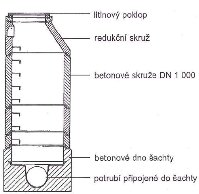 litinový poklop
redukční skruž
betonové skruže DN 1 000
betonové dno šachty
potrubí připojené do šachty